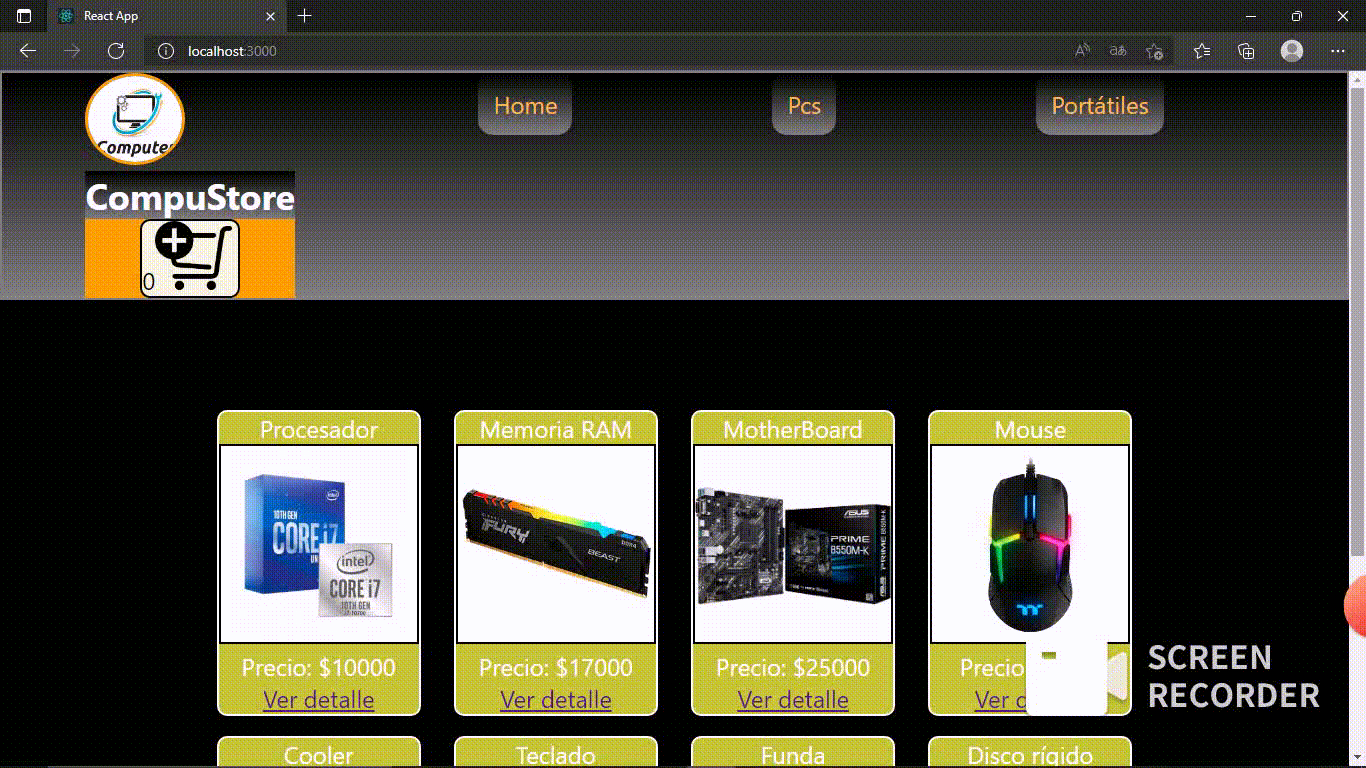 React App
localhost:3000
Computer
Home
Pcs
Portátiles
CompuStore
0
Procesador
Memoria RAM
MotherBoard
Mouse
intel
10TH GEN
CORE i7
intel
CORE i7
10TH GEN
FURY
BEAST
DDR4
ASUS
PRIME
B550M-K
Precio: $10000
Precio: $17000
Precio: $25000
Precio
Ver detalle
Ver detalle
Ver detalle
Ver d
SCREEN
RECORDER
Cooler
Teclado
Funda
Disco rígido